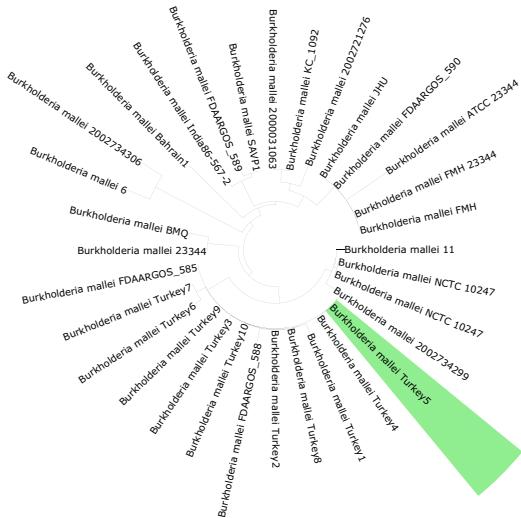 Burkholderia mallei 2000031063
Burkholderia mallei KC_1092
Burkholderia mallei 2002721276
Burkholderia mallei JHU
Burkholderia mallei FDAARGOS_590
Burkholderia mallei ATCC 23344
Burkholderia mallei FMH 23344
Burkholderia mallei FMH
Burkholderia mallei 11
Burkholderia mallei NCTC 10247
Burkholderia mallei NCTC 10247
Burkholderia mallei 2002734299
Burkholderia mallei Turkey5
Burkholderia mallei Turkey4
Burkholderia mallei Turkey1
Burkholderia mallei Turkey8
Burkholderia mallei Turkey2
Burkholderia mallei FDAARGOS_588
Burkholderia mallei Turkey10
Burkholderia mallei Turkey3
Burkholderia mallei Turkey9
Burkholderia mallei Turkey6
Burkholderia mallei Turkey7
Burkholderia mallei FDAARGOS_585
Burkholderia mallei 23344
Burkholderia mallei BMQ
Burkholderia mallei 6
Burkholderia mallei 2002734306
Burkholderia mallei Bahrain1
Burkholderia mallei India86-567-2
Burkholderia mallei FDAARGOS_589
Burkholderia mallei SAVP1